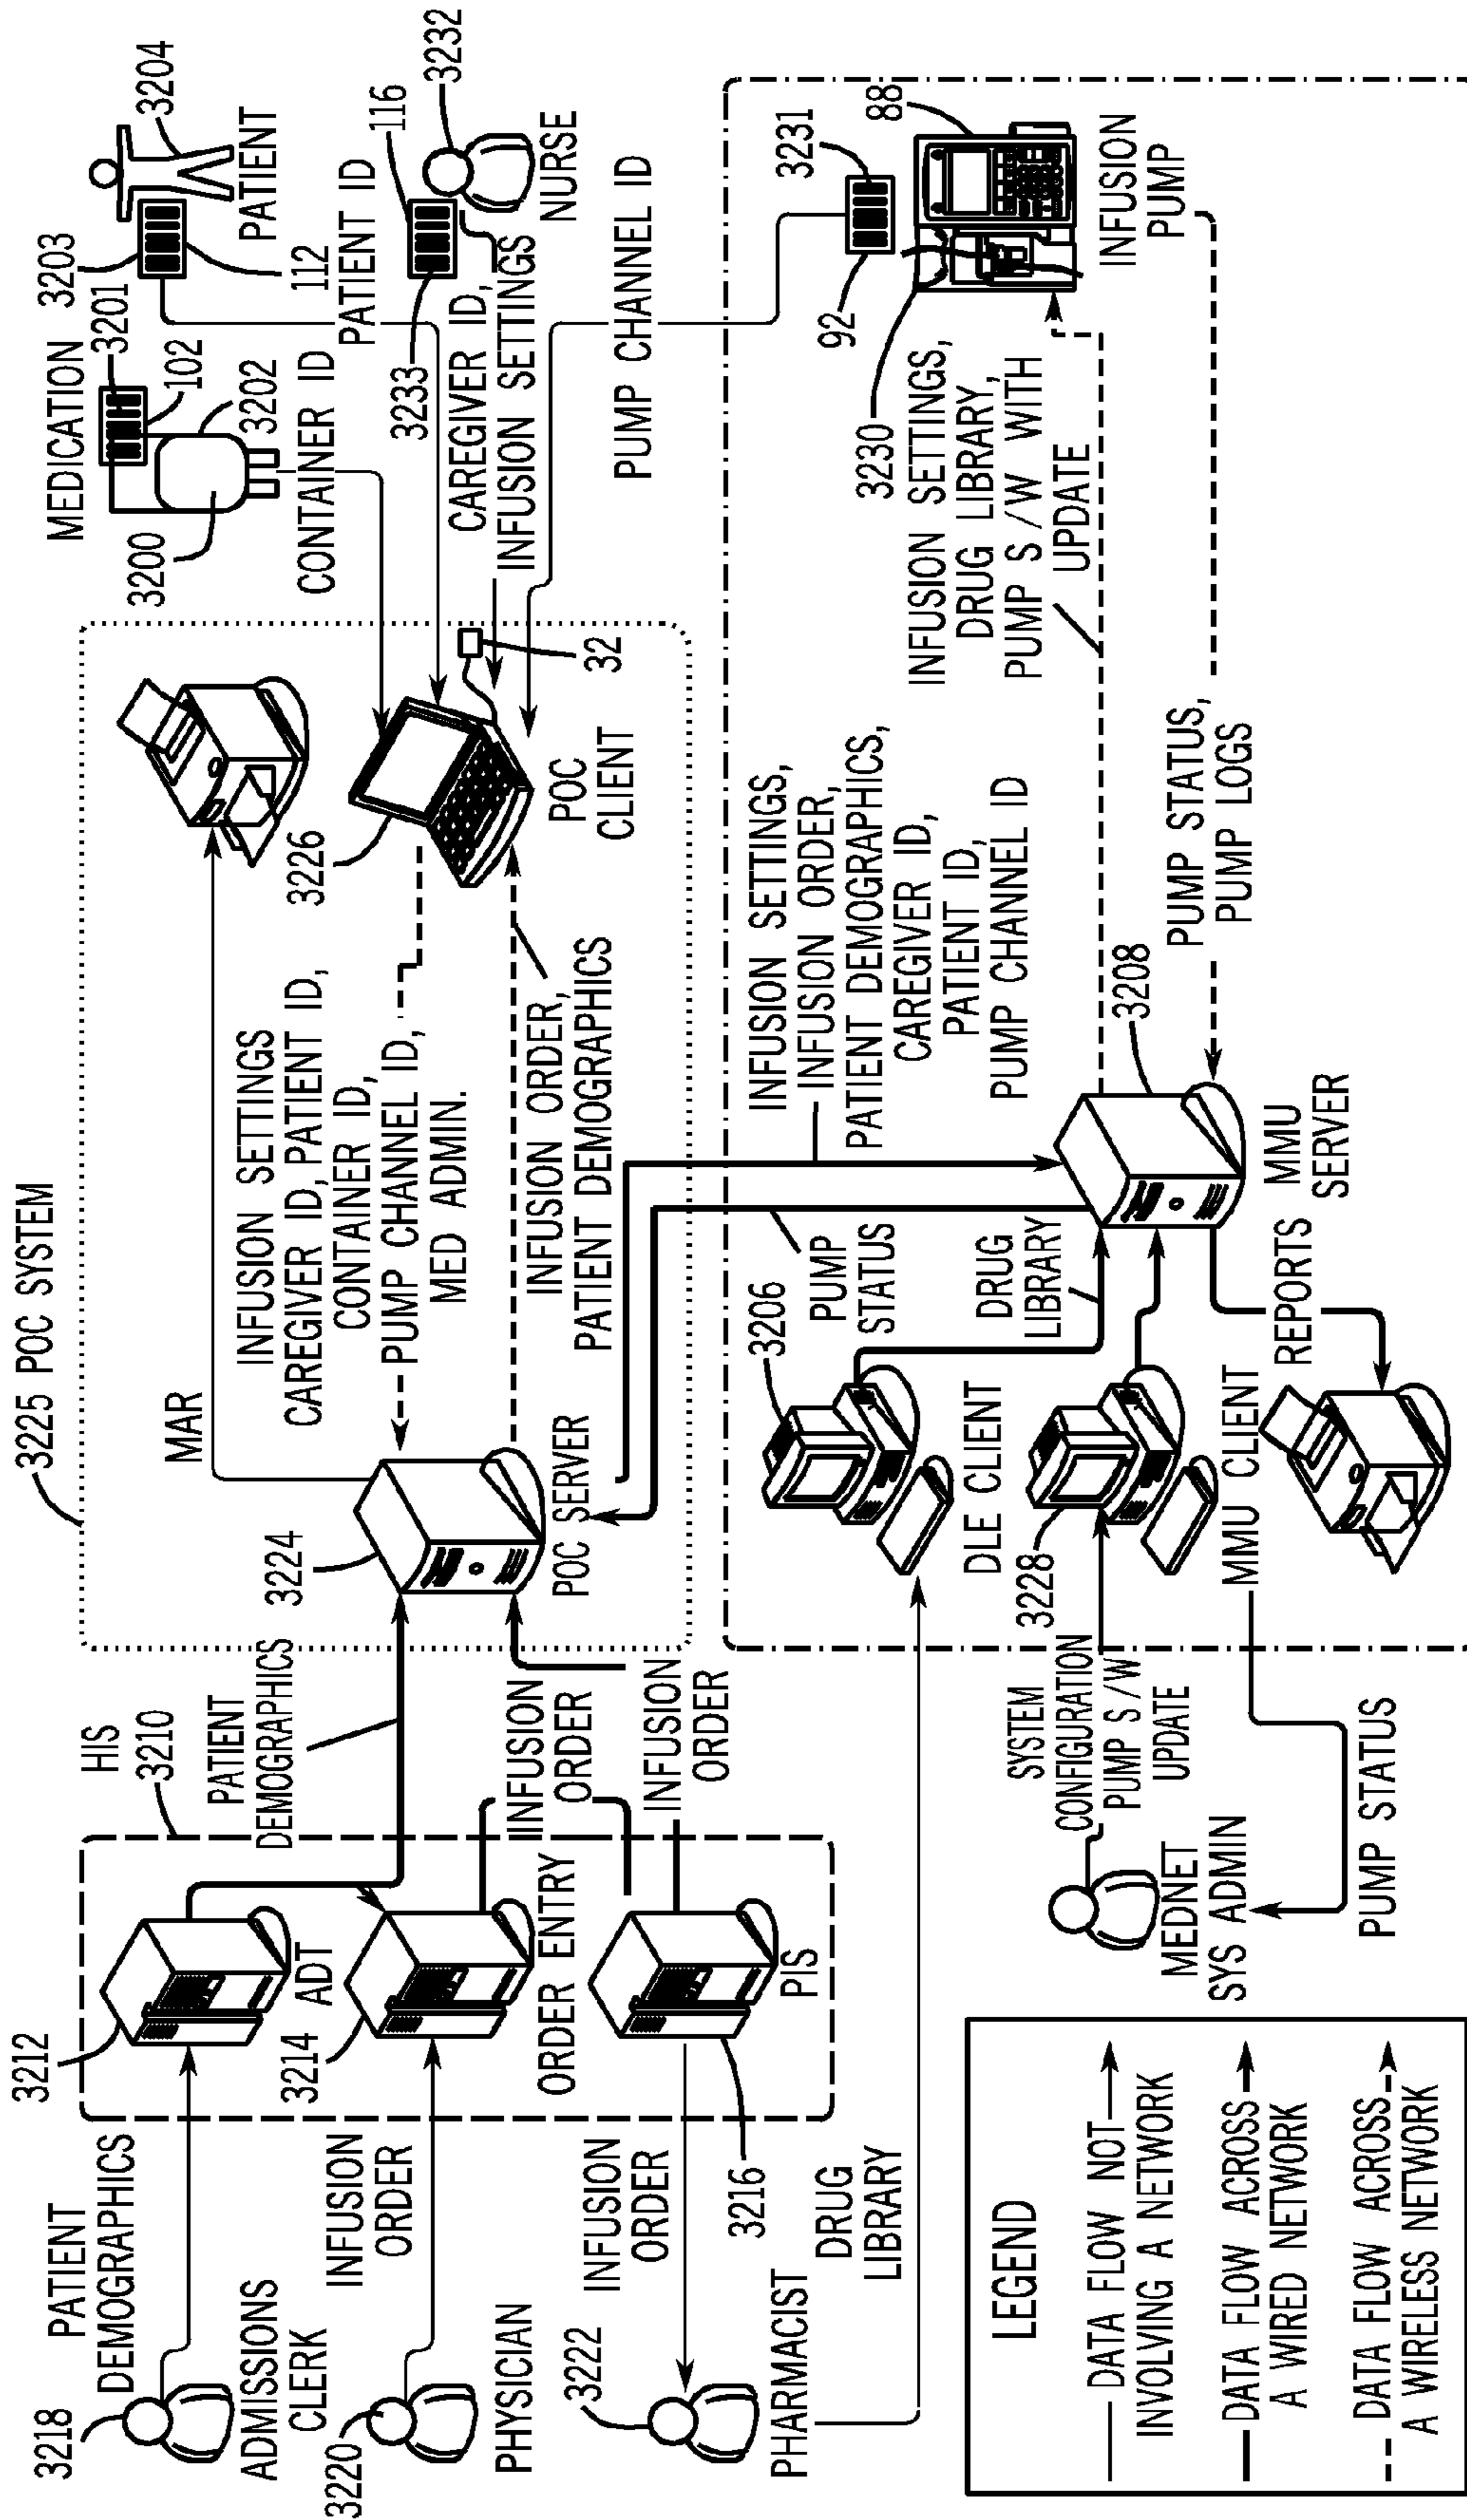 3225 POC SYSTEM
HIS
3210
3212
3218
PATIENT
DEMOGRAPHICS
ADMISSIONS
CLERK
ADT
3214
3220
INFUSION
ORDER
PHYSICIAN
ORDER ENTRY
3222
INFUSION
ORDER
PHARMACIST
3216
PIS
DRUG
LIBRARY
PATIENT
DEMOGRAPHICS
INFUSION
ORDER
INFUSION
ORDER
3224
MAR
POC SERVER
INFUSION SETTINGS
CAREGIVER ID, PATIENT ID,
CONTAINER ID,
PUMP CHANNEL ID,
MED ADMIN.
INFUSION ORDER,
PATIENT DEMOGRAPHICS
3226
POC
CLIENT
32
MEDICATION
3200
3201
102
3202
CONTAINER ID
3203
3204
112
PATIENT
PATIENT ID
116
3232
3233
NURSE
CAREGIVER ID,
INFUSION SETTINGS
PUMP CHANNEL ID
3231
88
92
3230
INFUSION
PUMP
INFUSION SETTINGS,
DRUG LIBRARY,
PUMP S/W WITH
UPDATE
INFUSION SETTINGS,
INFUSION ORDER,
PATIENT DEMOGRAPHICS,
CAREGIVER ID,
PATIENT ID,
PUMP CHANNEL ID
PUMP STATUS,
PUMP LOGS
3208
MMU
SERVER
PUMP
STATUS
DRUG
LIBRARY
3206
DLE CLIENT
3228
MMU CLIENT
REPORTS
SYSTEM
CONFIGURATION
PUMP S/W
UPDATE
MEDNET
SYS ADMIN
PUMP STATUS
LEGEND
DATA FLOW NOT
INVOLVING A NETWORK
DATA FLOW ACROSS
A WIRED NETWORK
DATA FLOW ACROSS
A WIRELESS NETWORK